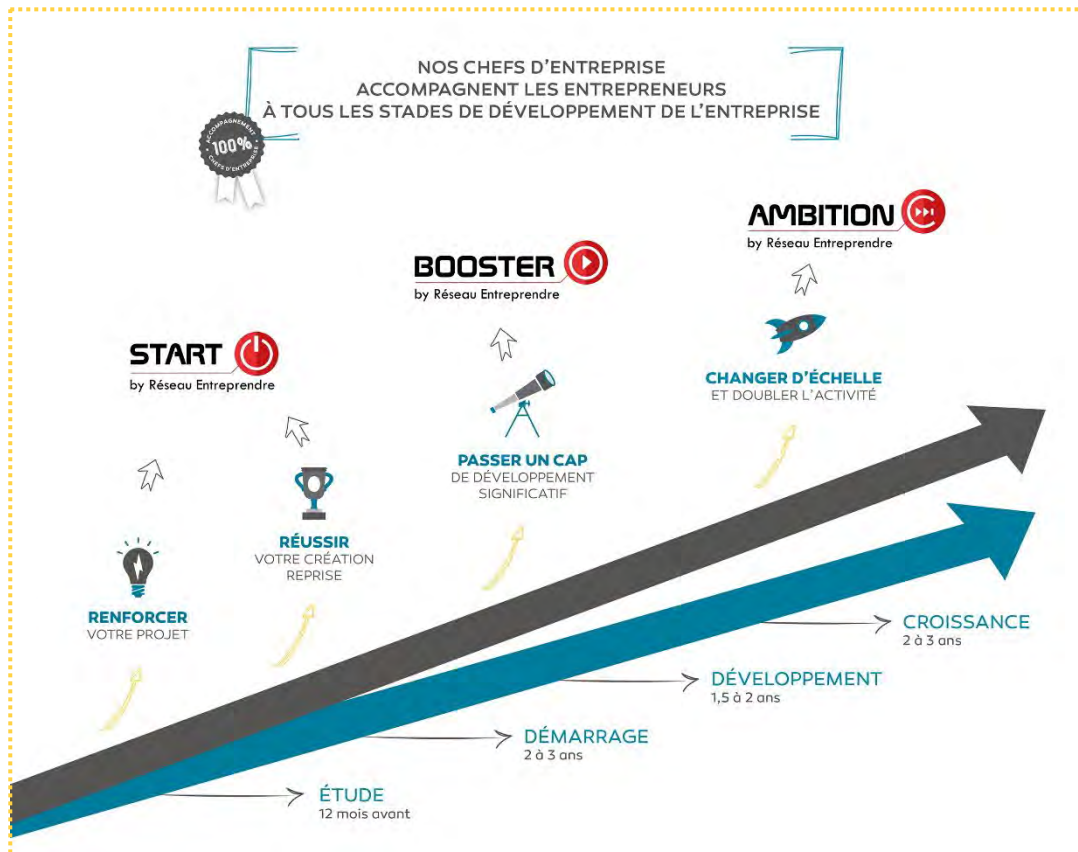 NOS CHEFS D'ENTREPRISE
ACCOMPAGNENT LES ENTREPRENEURS
À TOUS LES STADES DE DÉVELOPPEMENT DE L'ENTREPRISE
ACCOMPAGNEMENT
100%
CHEFS D'ENTREPRISE
AMBITION
by Réseau Entreprendre
BOOSTER
by Réseau Entreprendre
START
by Réseau Entreprendre
CHANGER D'ÉCHELLE
ET DOUBLER L'ACTIVITÉ
PASSER UN CAP
DE DÉVELOPPEMENT
SIGNIFICATIF
RÉUSSIR
VOTRE CRÉATION
REPRISE
RENFORCER
VOTRE PROJET
CROISSANCE
2 à 3 ans
DÉVELOPPEMENT
1,5 à 2 ans
DÉMARRAGE
2 à 3 ans
ÉTUDE
12 mois avant